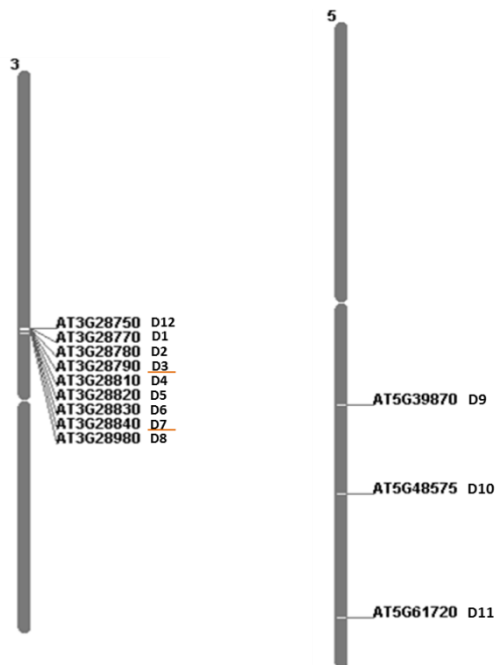 3
AT3G28750 D12
AT3G28770 D1
AT3G28780 D2
AT3G28790 D3
AT3G28810 D4
AT3G28820 D5
AT3G28830 D6
AT3G28840 D7
AT3G28980 D8
5
AT5G39870 D9
AT5G48575 D10
AT5G61720 D11